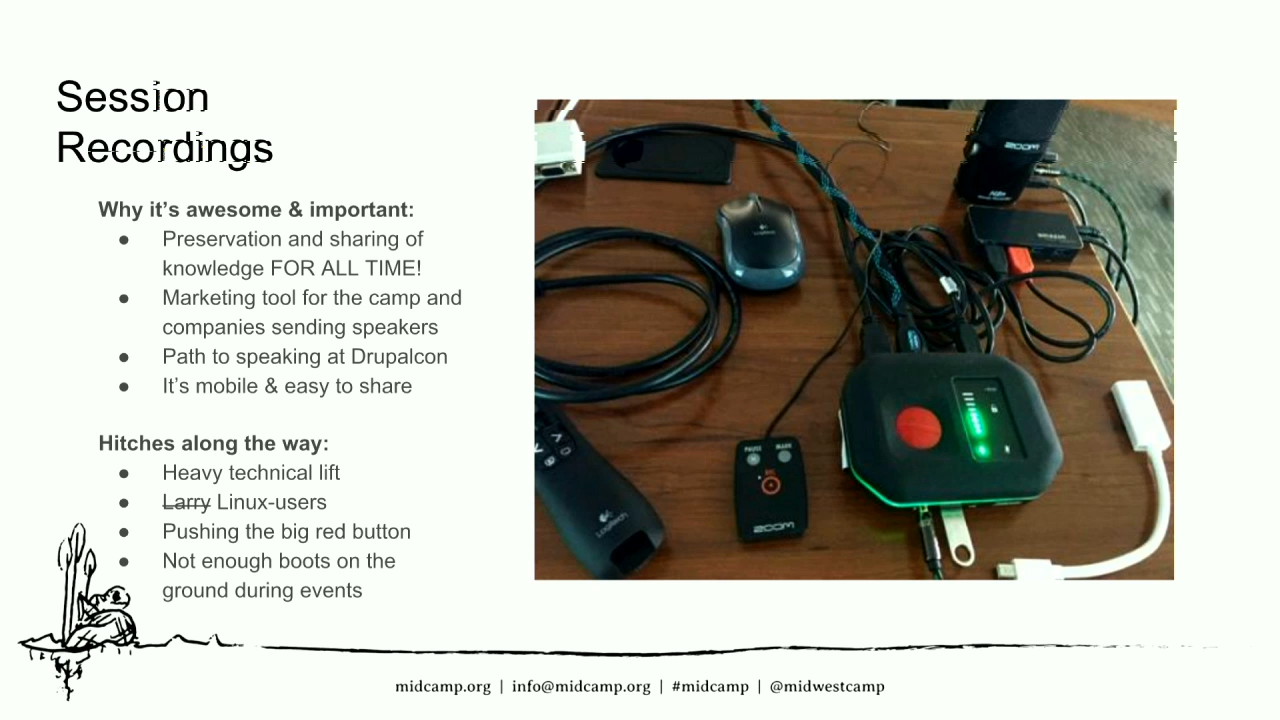 Session
Recordings
Why it's awesome & important:
● Preservation and sharing of
knowledge FOR ALL TIME!
● Marketing tool for the camp and
companies sending speakers
● Path to speaking at Drupalcon
● It's mobile & easy to share
Hitches along the way:
● Heavy technical lift
● Larry Linux-users
● Pushing the big red button
● Not enough boots on the
ground during events
zoom
Logitech
PAUSE MARK
zoom
Logitech
midcamp.org | info@midcamp.org | #midcamp | @midwestcamp